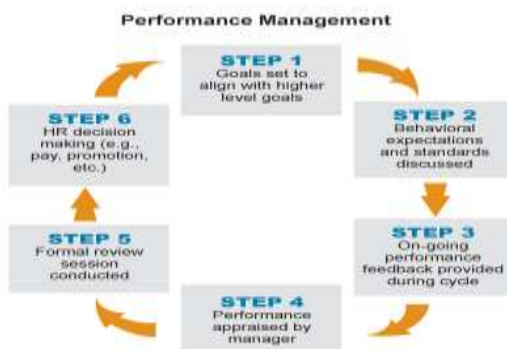 Performance Management
STEP 1
Goals set to
align with higher
level goals
STEP 2
Behavioral
expectations
and standards
discussed
STEP 3
On-going
performance
feedback provided
during cycle
STEP 4
Performance
appraised by
manager
STEP 5
Formal review
session
conducted
STEP 6
HR decision
making (e.g.,
pay, promotion,
etc.)